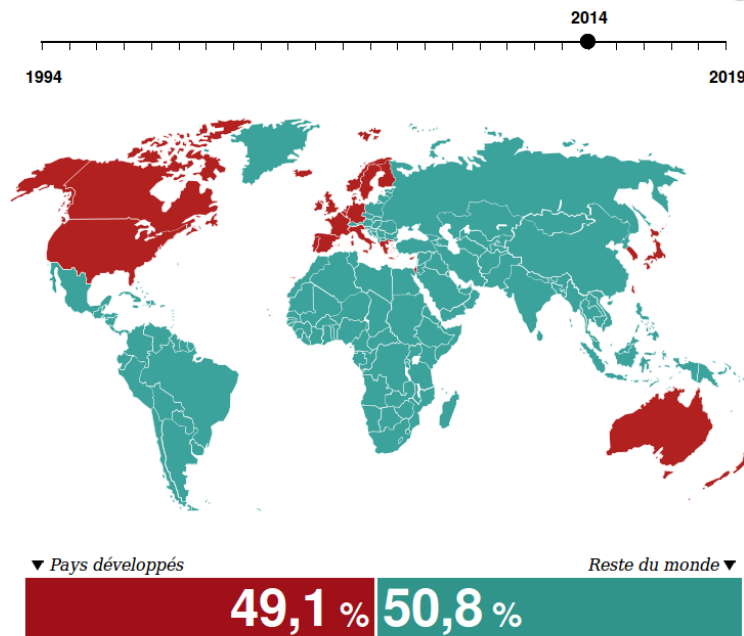 2014
1994
2019
▼ Pays développés
Reste du monde ▼
49,1 %
50,8 %